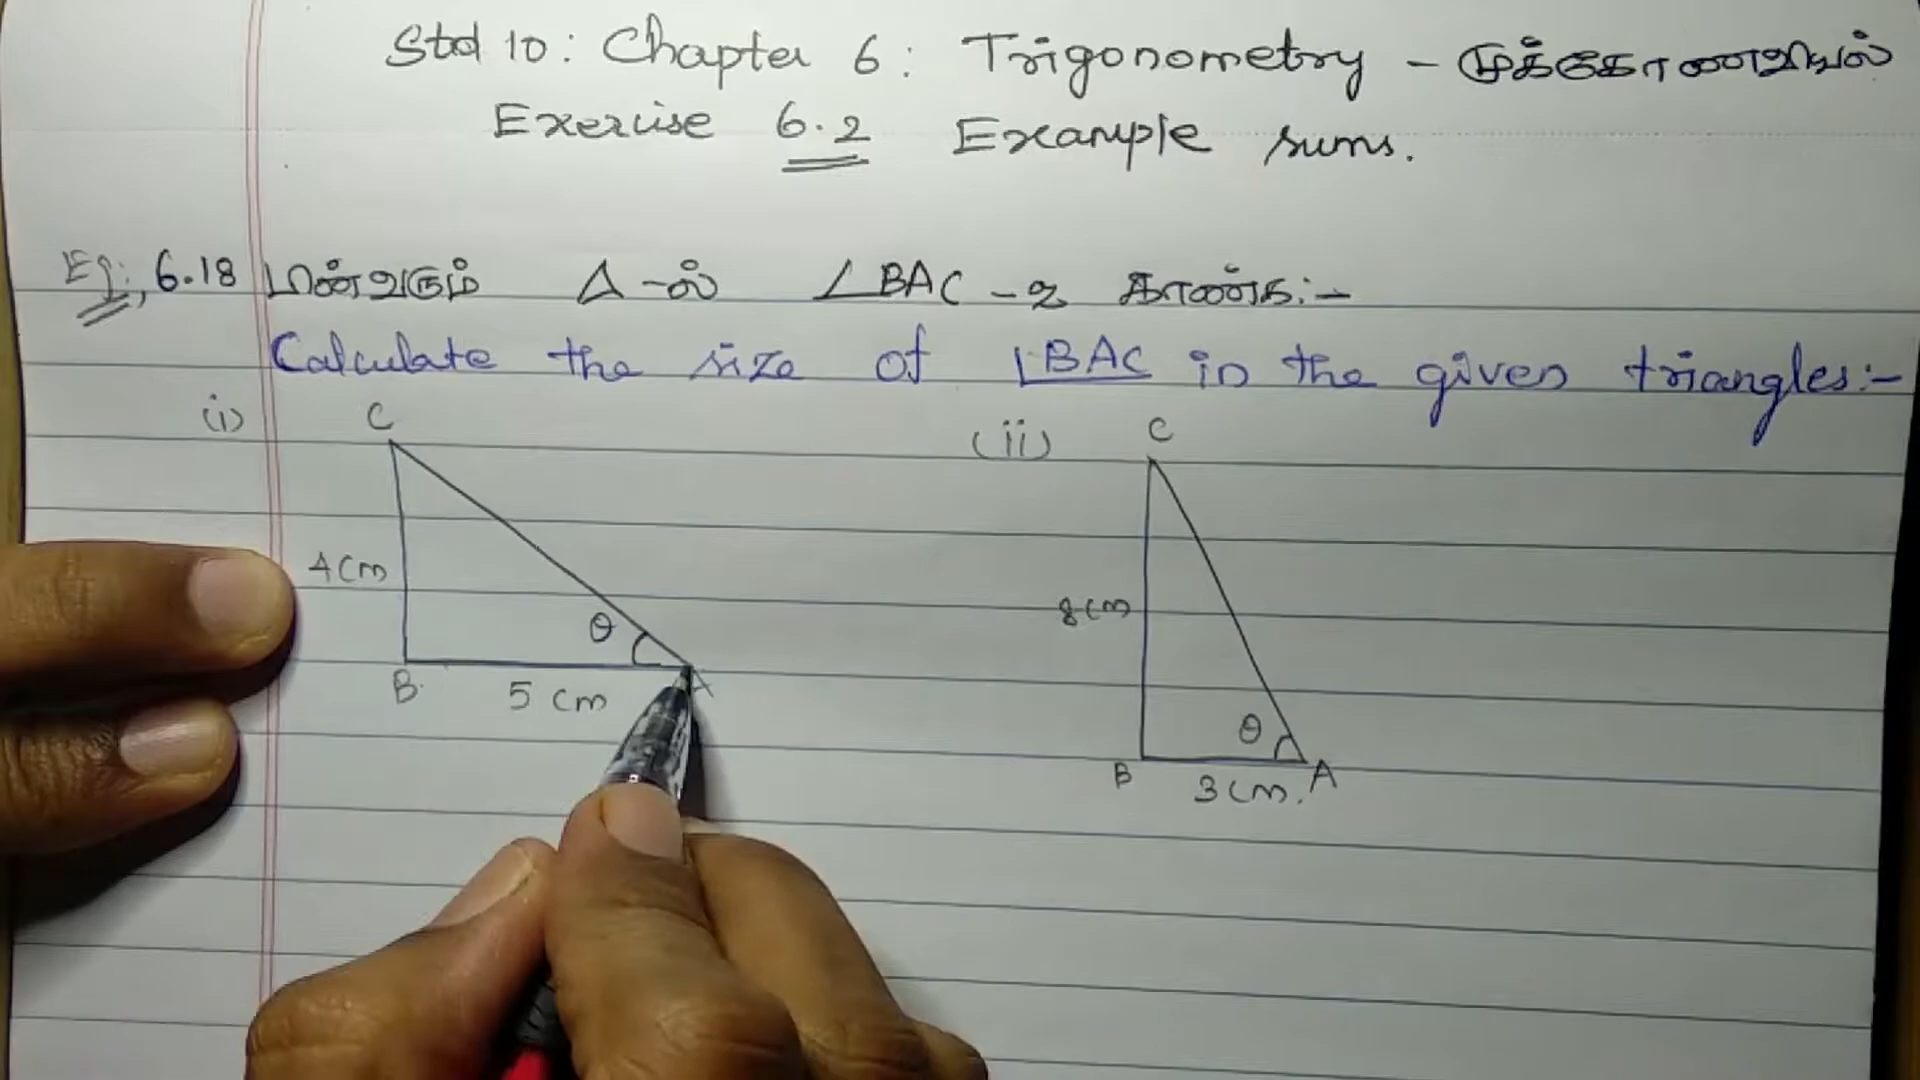 Std 10: Chapter 6: Trigonometry - முக்கோணவியல்
Exercise 6.2 Example sums.
Eg:, 6.18 பின்வரும் Δ-ல் ∠BAC-ஐ காண்க:-
Calculate the size of ∠BAC in the given triangles:-
(i) C
4cm
θ
B A
5 cm
(ii) C
8cm
θ
B A
3cm.